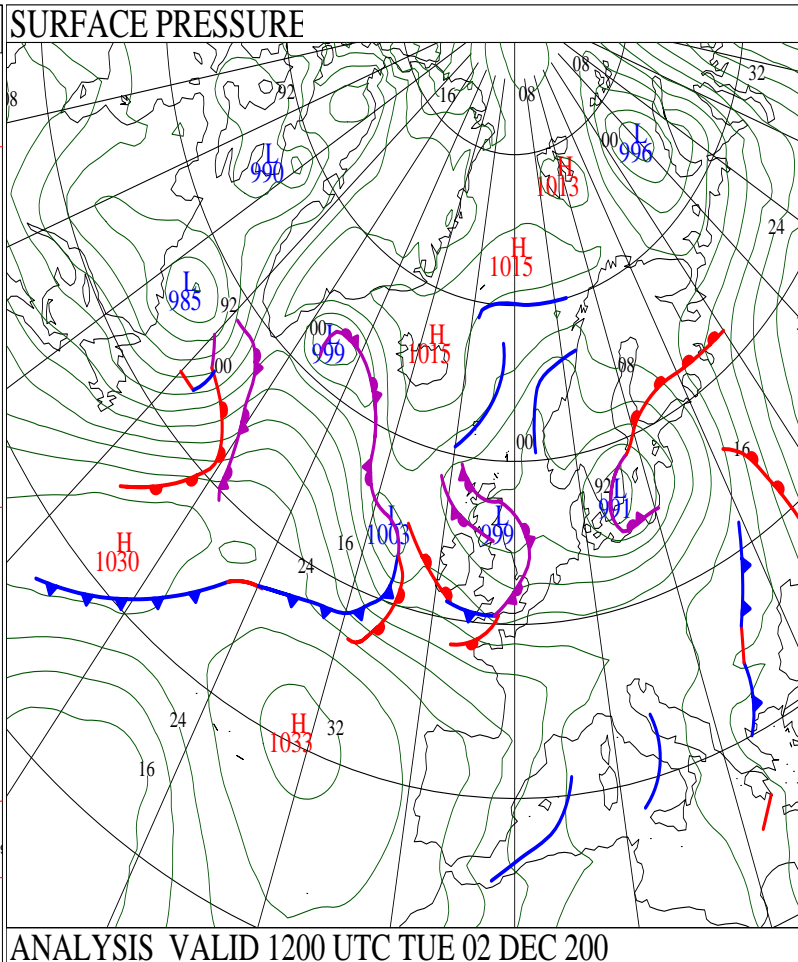 SURFACE PRESSURE
08
32
92
16
08
08
L
990
00
L
996
H
1013
24
H
1015
L
985
92
00
L
999
H
1015
00
08
00
16
92
L
991
L
1003
L
999
16
24
H
1030
24
H
1033
32
16
ANALYSIS VALID 1200 UTC TUE 02 DEC 200